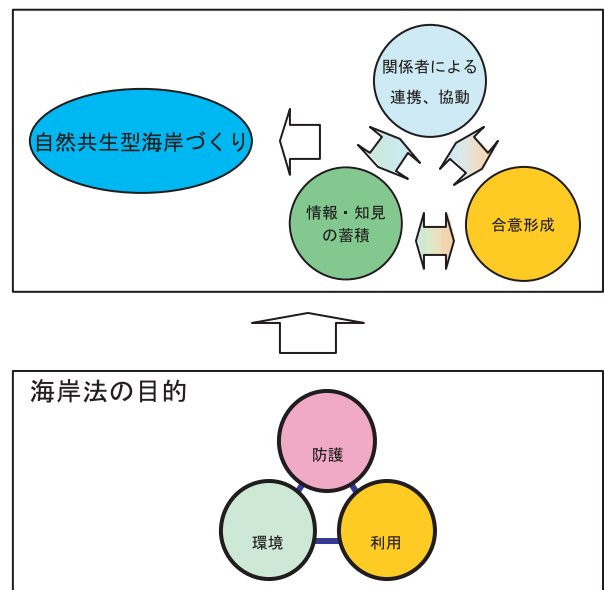 関係者による
連携、協動
自然共生型海岸づくり
情報・知見
の蓄積
合意形成
海岸法の目的
防護
環境
利用